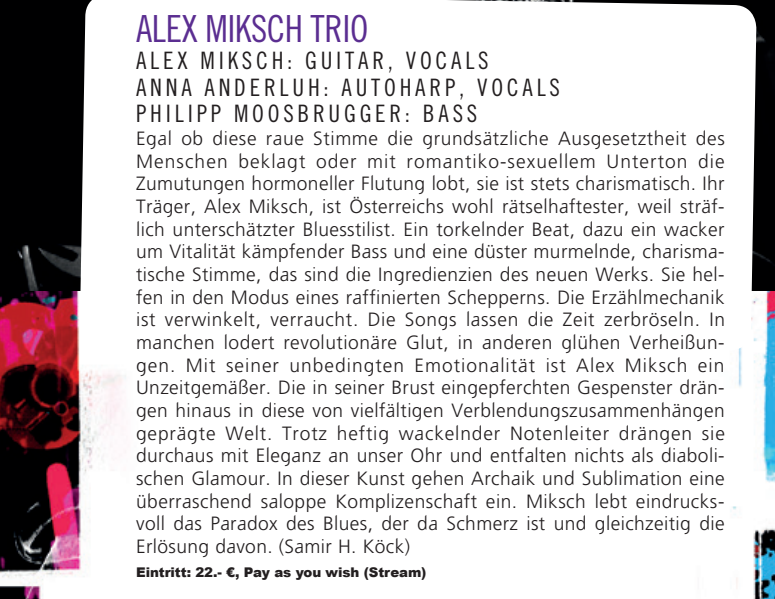 ALEX MIKSCH TRIO
ALEX MIKSCH: GUITAR, VOCALS
ANNA ANDERLUH: AUTOHARP, VOCALS
PHILIPP MOOSBRUGGER: BASS
Egal ob diese raue Stimme die grundsätzliche Ausgesetztheit des
Menschen beklagt oder mit romantiko-sexuellem Unterton die
Zumutungen hormoneller Flutung lobt, sie ist stets charismatisch. Ihr
Träger, Alex Miksch, ist Österreichs wohl rätselhaftester, weil sträf-
lich unterschätzter Bluesstilist. Ein torkelnder Beat, dazu ein wacker
um Vitalität kämpfender Bass und eine düster murmelnde, charisma-
tische Stimme, das sind die Ingredienzien des neuen Werks. Sie hel-
fen in den Modus eines raffinierten Schepperns. Die Erzählmechanik
ist verwinkelt, verraucht. Die Songs lassen die Zeit zerbröseln. In
manchen lodert revolutionäre Glut, in anderen glühen Verheißun-
gen. Mit seiner unbedingten Emotionalität ist Alex Miksch ein
Unzeitgemäßer. Die in seiner Brust eingepferchten Gespenster drän-
gen hinaus in diese von vielfältigen Verblendungszusammenhängen
geprägte Welt. Trotz heftig wackelnder Notenleiter drängen sie
durchaus mit Eleganz an unser Ohr und entfalten nichts als diaboli-
schen Glamour. In dieser Kunst gehen Archaik und Sublimation eine
überraschend saloppe Komplizenschaft ein. Miksch lebt eindrucks-
voll das Paradox des Blues, der da Schmerz ist und gleichzeitig die
Erlösung davon. (Samir H. Köck)
Eintritt: 22.- €, Pay as you wish (Stream)